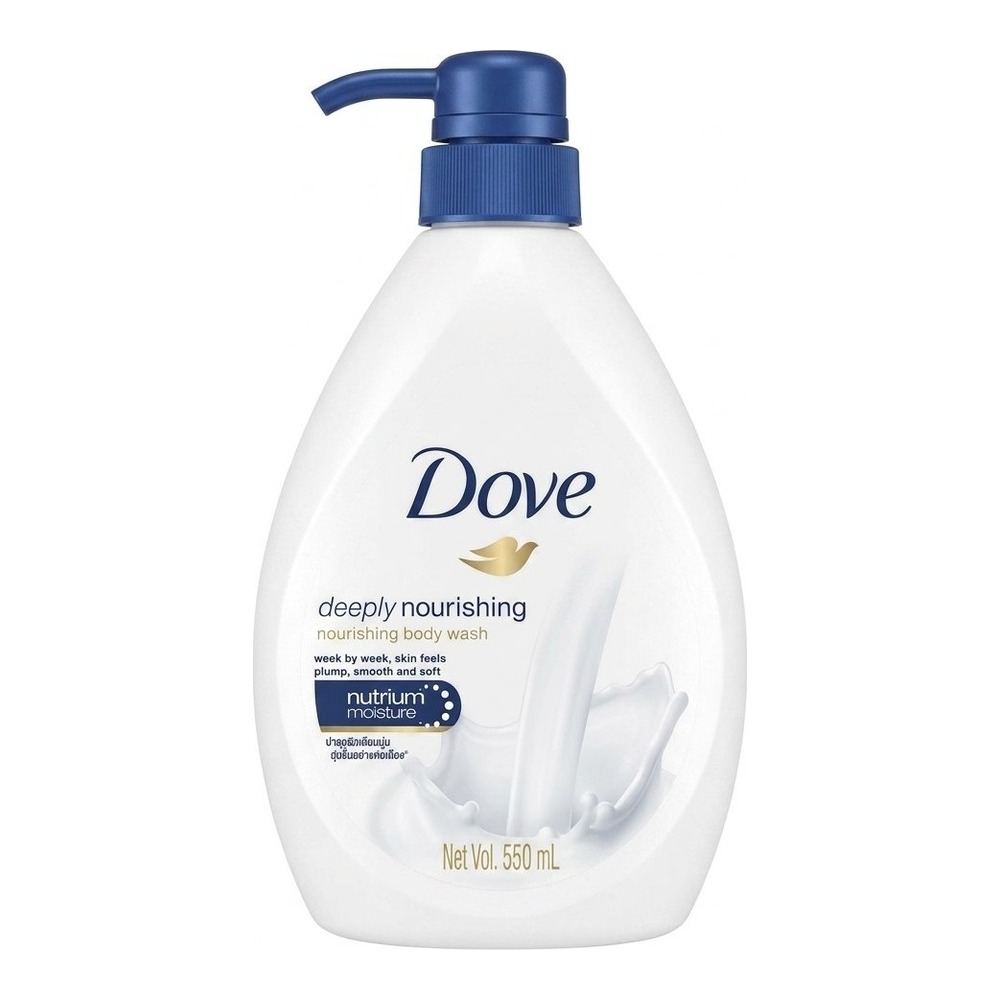 Dove
deeply nourishing
nourishing body wash
week by week, skin feels
plump, smooth and soft
nutrium
moisture
Net Vol. 550 mL